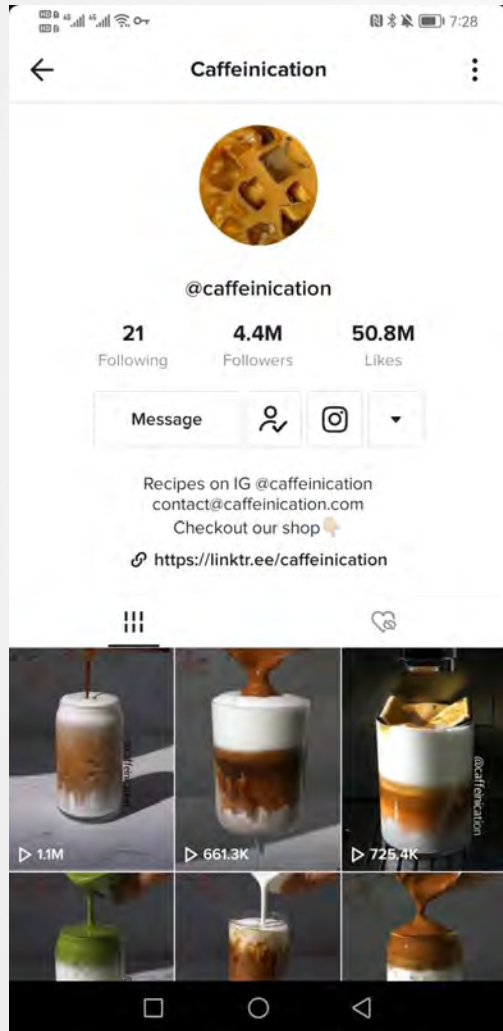 7:28
Caffeinication
@caffeinication
21 4.4M 50.8M
Following Followers Likes
Message
Recipes on IG @caffeinication
contact@caffeinication.com
Checkout our shop👇🏻
https://linktr.ee/caffeinication
@caffeinication
1.1M 661.3K 725.4K